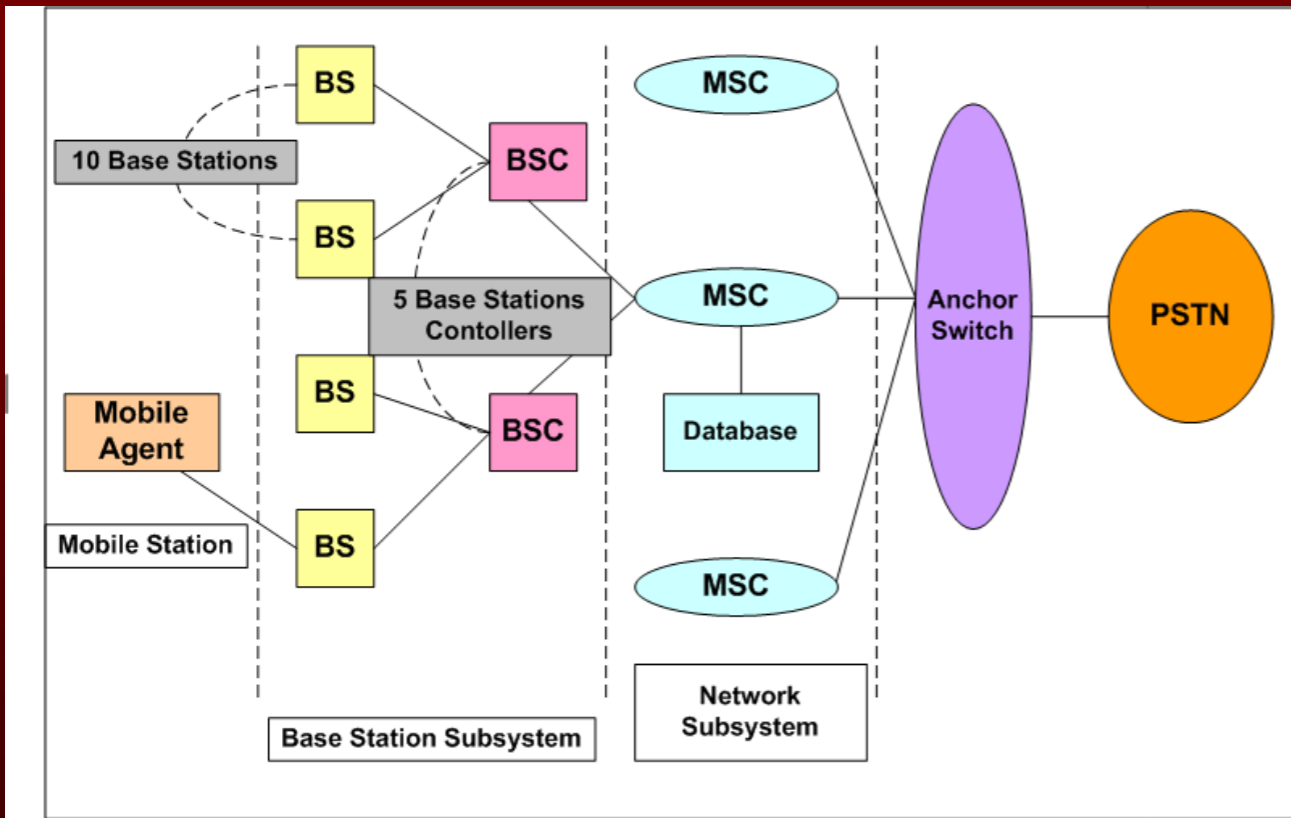 BS
MSC
10 Base Stations
BSC
BS
5 Base Stations
Contollers
MSC
Anchor
Switch
PSTN
BS
Mobile
Agent
BSC
Database
BS
Mobile Station
MSC
Network
Subsystem
Base Station Subsystem